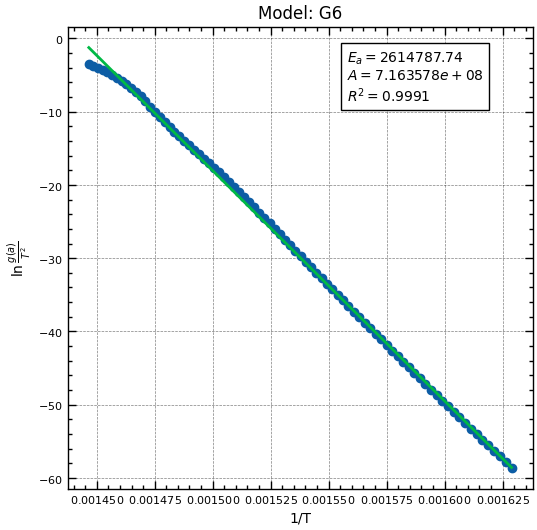 Model: G6
E_a = 2614787.74
A = 7.163578e + 08
R^2 = 0.9991
0
−10
−20
−30
−40
−50
−60
ln g(a)/T^2
0.001450 0.001475 0.001500 0.001525 0.001550 0.001575 0.001600 0.001625
1/T